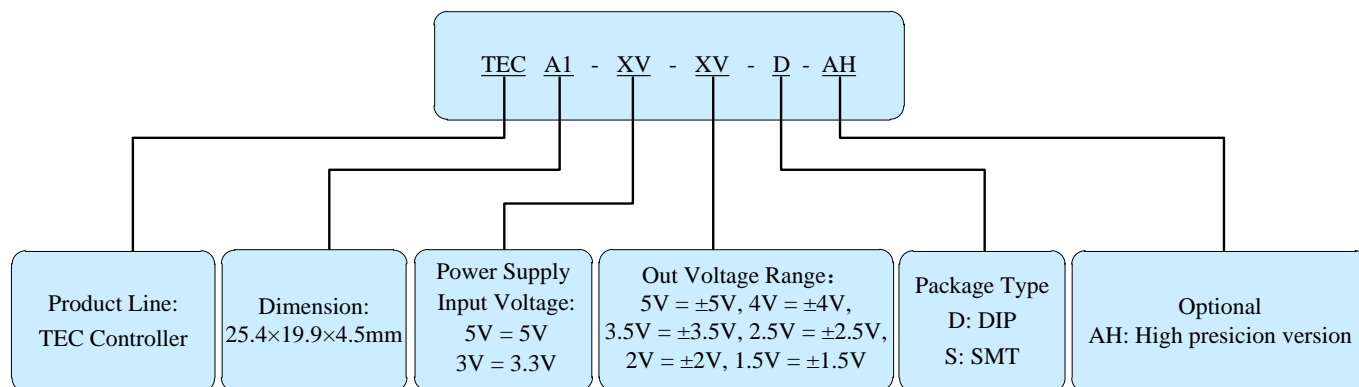 TEC A1 - XV - XV - D - AH
Product Line:
TEC Controller
Dimension:
25.4×19.9×4.5mm
Power Supply
Input Voltage:
5V = 5V
3V = 3.3V
Out Voltage Range：
5V = ±5V, 4V = ±4V,
3.5V = ±3.5V, 2.5V = ±2.5V,
2V = ±2V, 1.5V = ±1.5V
Package Type
D: DIP
S: SMT
Optional
AH: High presicion version